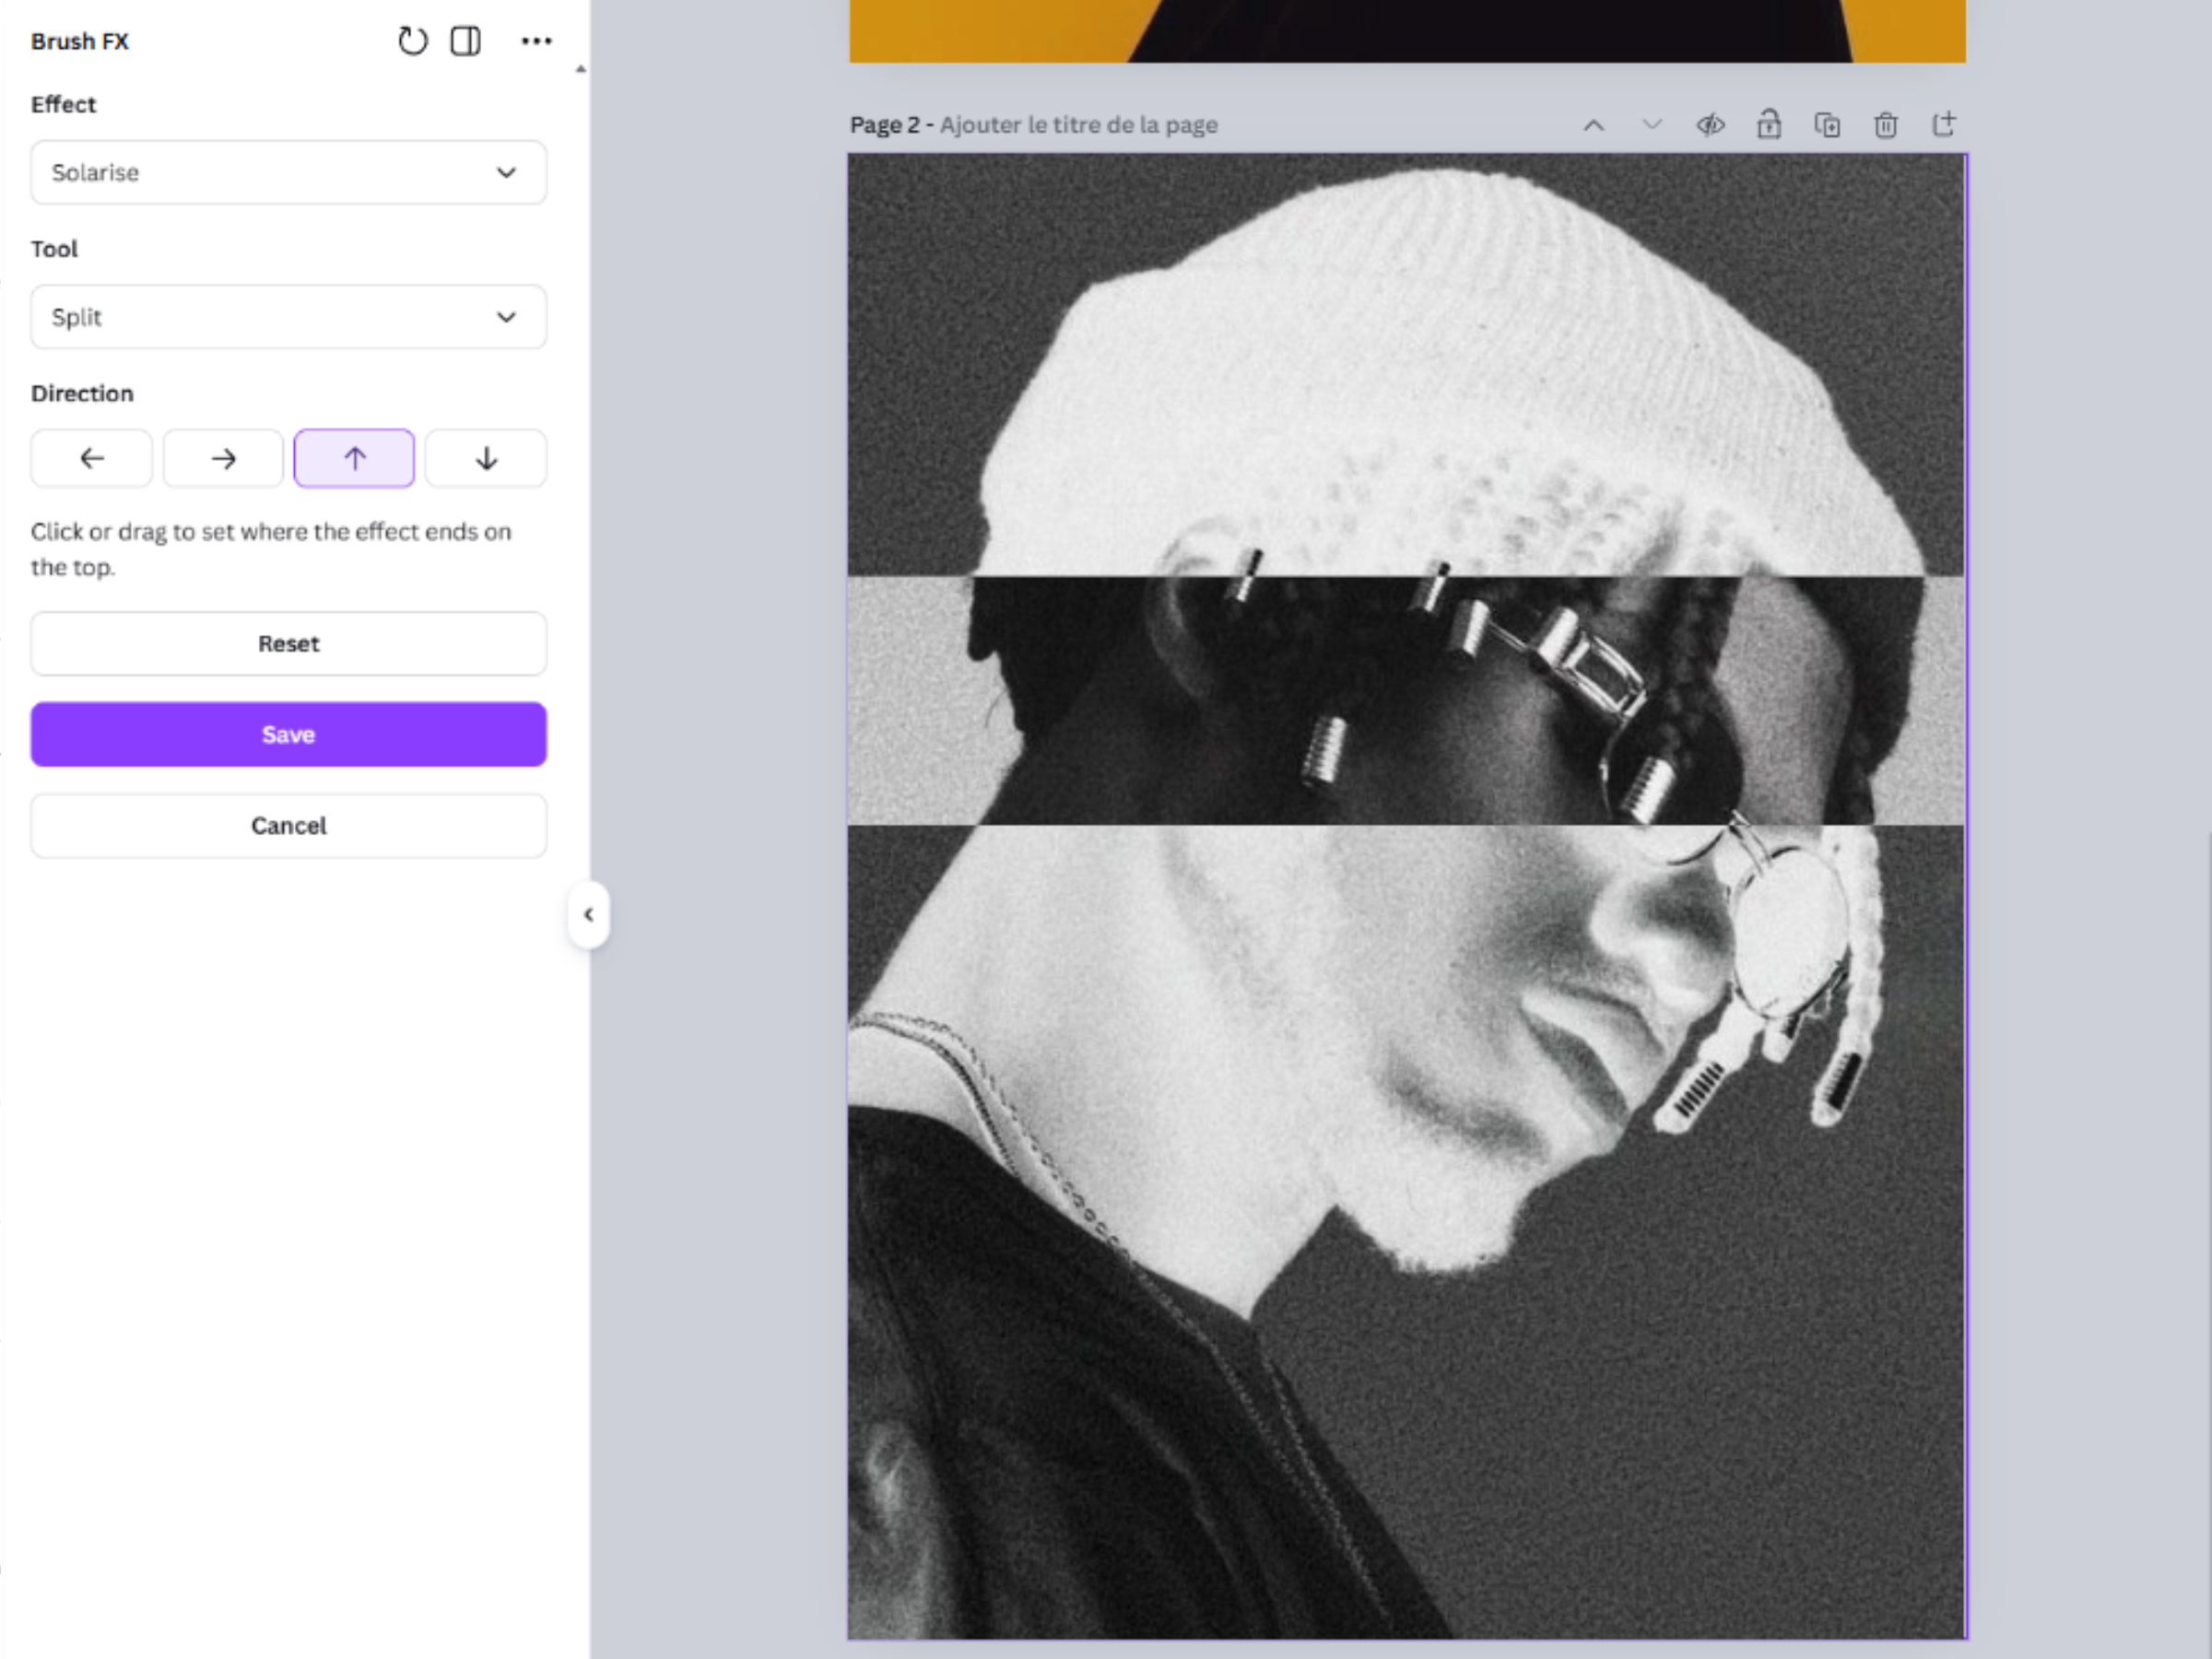 Brush FX
Effect
Solarise
Tool
Split
Direction
Click or drag to set where the effect ends on
the top.
Reset
Save
Cancel
Page 2 - Ajouter le titre de la page